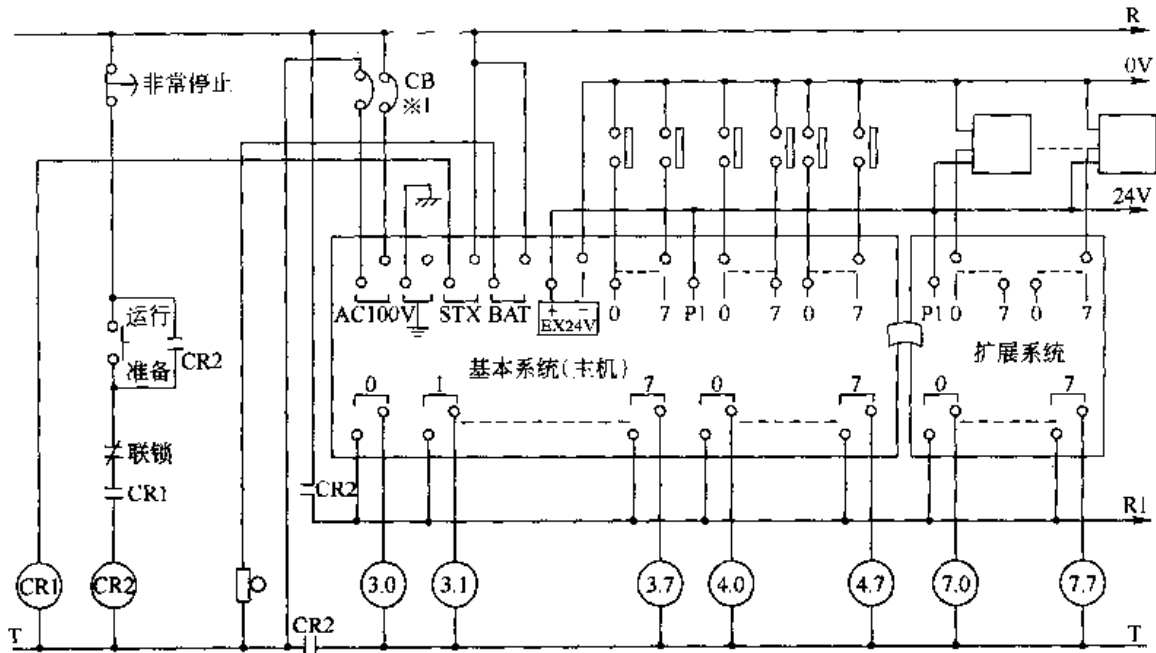 R
非常停止
CB
※1
0V
24V
AC100V
STX
BAT
+ −
EX24V
0 7 P1 0 7 0 7
P1 0 7 0 7
运行
准备
CR2
基本系统(主机)
扩展系统
0 1 7 0 7
0 7
联锁
CR1
CR2
R1
CR1
CR2
3.0
3.1
3.7
4.0
4.7
7.0
7.7
T
CR2
T